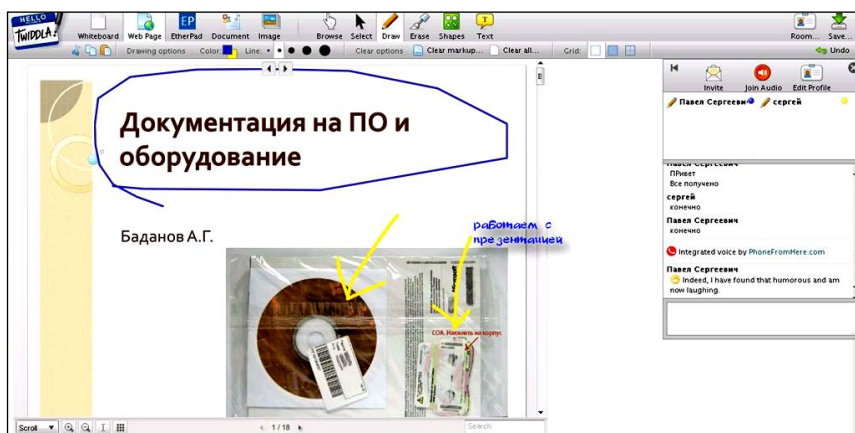 HELLO
TWIDDLA!
Whiteboard Web Page EtherPad Document Image Browse Select Draw Erase Shapes Text Room... Save...
EP
Drawing options Color: Line: Clear options Clear markup... Clear all... Grid: Undo
Invite Join Audio Edit Profile
Павел Сергееви сергей
Документация на ПО и
оборудование
Баданов А.Г.
работаем с
презентацией
COA. Наклеить на корпус
Павел Сергеевич
ПРивет
Все получено
сергей
конечно
Павел Сергеевич
конечно
Integrated voice by PhoneFromHere.com
Павел Сергеевич
Indeed, I have found that humorous and am
now laughing.
Scroll 1 / 18 Search